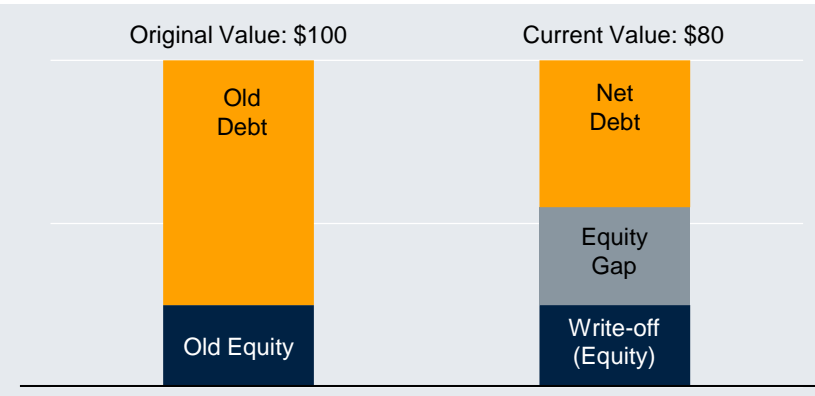 Original Value: $100
Current Value: $80
Old
Debt
Net
Debt
Equity
Gap
Old Equity
Write-off
(Equity)